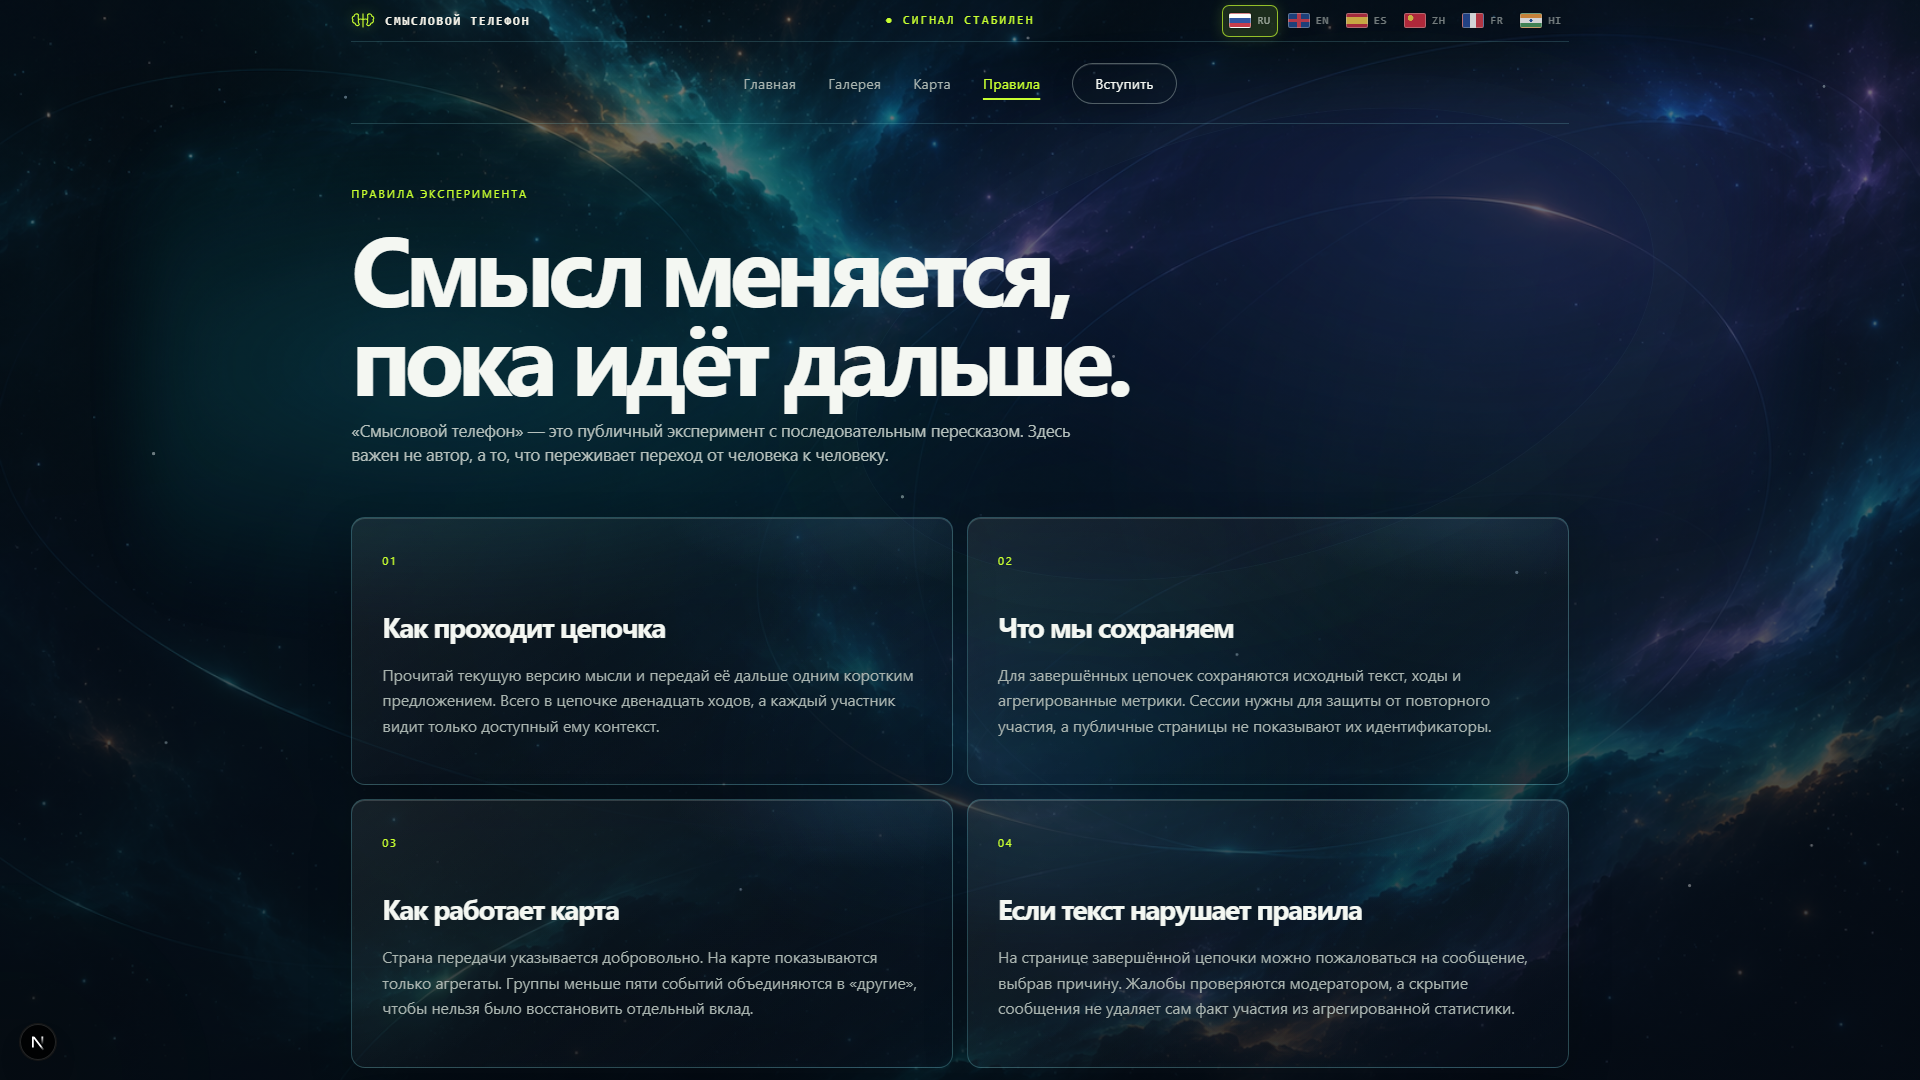 СМЫСЛОВОЙ ТЕЛЕФОН
СИГНАЛ СТАБИЛЕН
RU EN ES ZH FR HI
Главная Галерея Карта Правила Вступить
ПРАВИЛА ЭКСПЕРИМЕНТА
Смысл меняется,
пока идёт дальше.
«Смысловой телефон» — это публичный эксперимент с последовательным пересказом. Здесь
важен не автор, а то, что переживает переход от человека к человеку.
01
Как проходит цепочка
Прочитай текущую версию мысли и передай её дальше одним коротким
предложением. Всего в цепочке двенадцать ходов, а каждый участник
видит только доступный ему контекст.
02
Что мы сохраняем
Для завершённых цепочек сохраняются исходный текст, ходы и
агрегированные метрики. Сессии нужны для защиты от повторного
участия, а публичные страницы не показывают их идентификаторы.
03
Как работает карта
Страна передачи указывается добровольно. На карте показываются
только агрегаты. Группы меньше пяти событий объединяются в «другие»,
чтобы нельзя было восстановить отдельный вклад.
04
Если текст нарушает правила
На странице завершённой цепочки можно пожаловаться на сообщение,
выбрав причину. Жалобы проверяются модератором, а скрытие
сообщения не удаляет сам факт участия из агрегированной статистики.
N